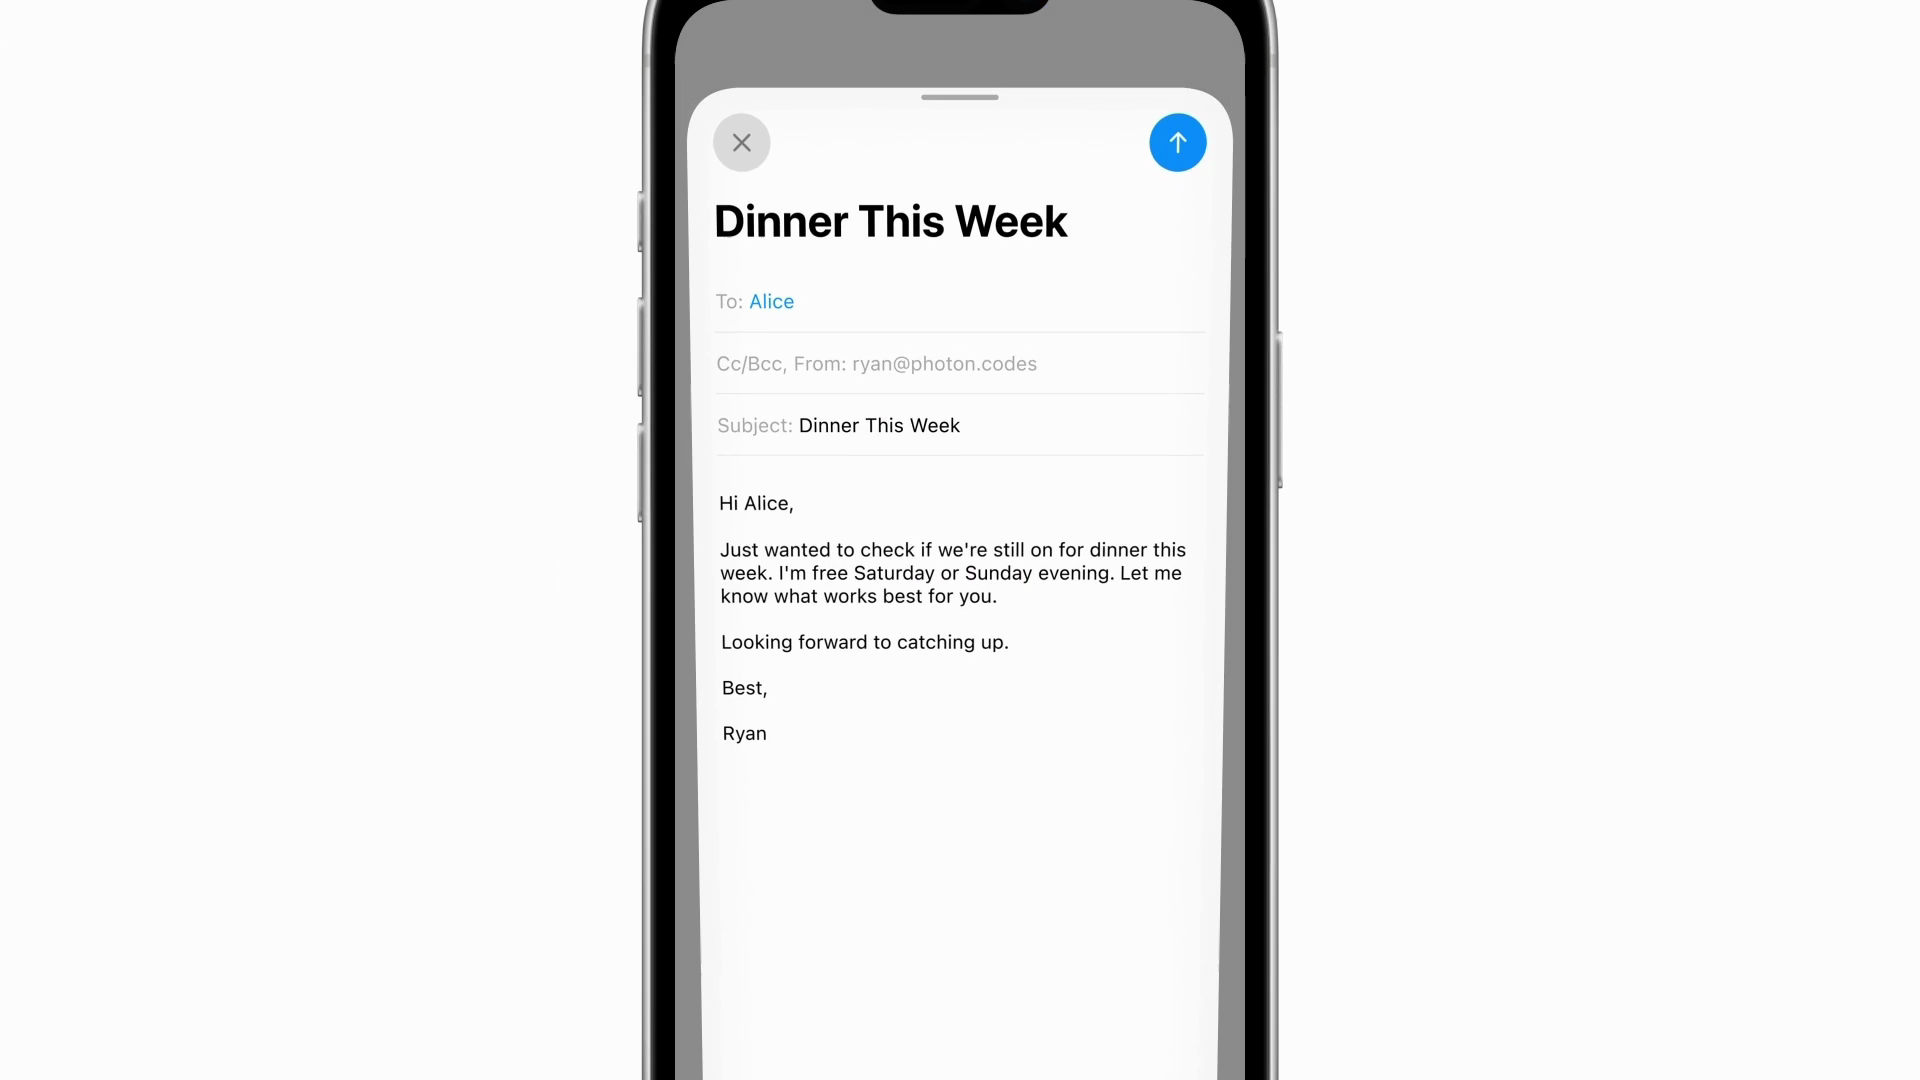 Dinner This Week
To: Alice
Cc/Bcc, From: ryan@photon.codes
Subject: Dinner This Week
Hi Alice,
Just wanted to check if we're still on for dinner this
week. I'm free Saturday or Sunday evening. Let me
know what works best for you.
Looking forward to catching up.
Best,
Ryan